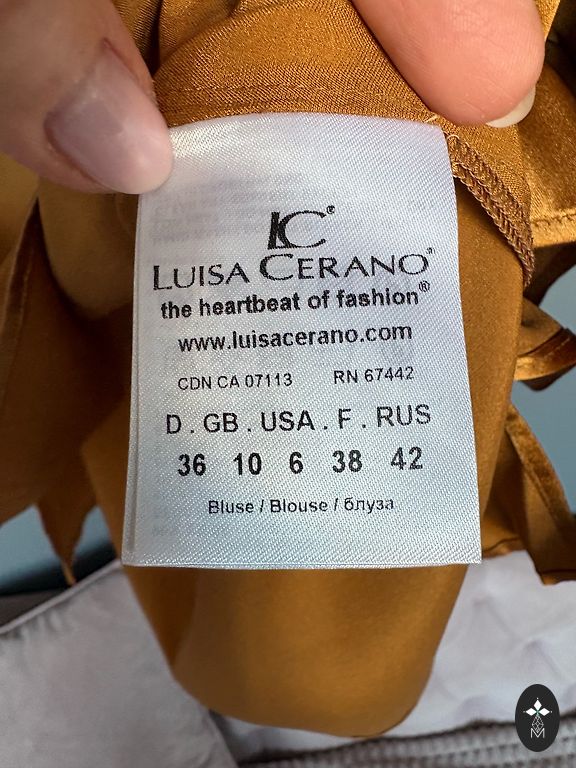 LC®
LUISA CERANO®
the heartbeat of fashion®
www.luisacerano.com
CDN CA 07113 RN 67442
D . GB . USA . F . RUS
36 10 6 38 42
Bluse / Blouse / блуза
M